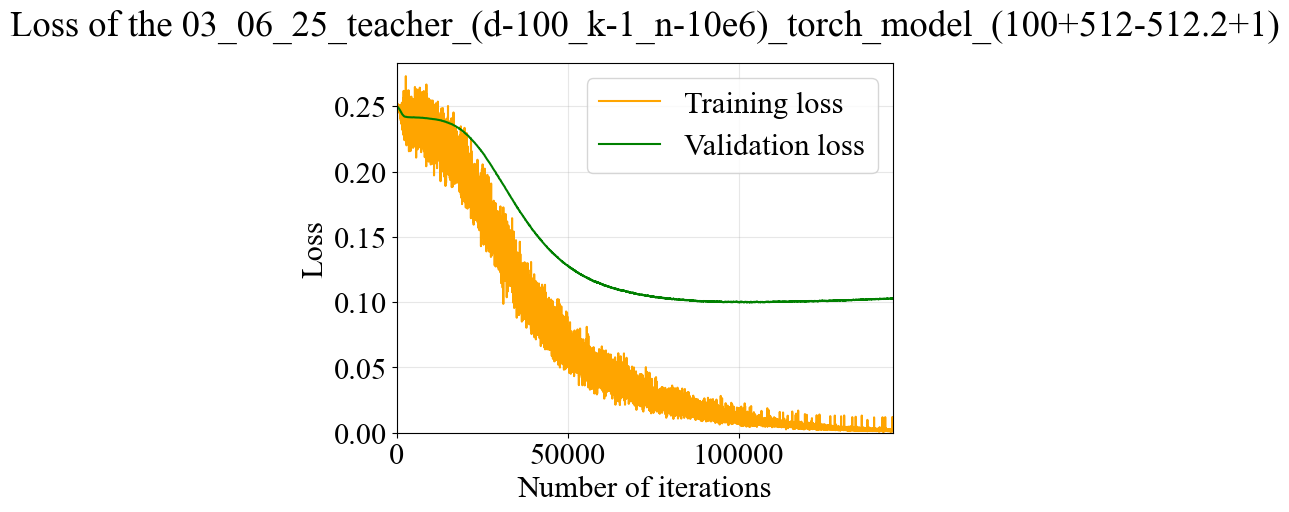 Loss of the 03_06_25_teacher_(d-100_k-1_n-10e6)_torch_model_(100+512-512.2+1)
Training loss
Validation loss
0.25
0.20
0.15
0.10
0.05
0.00
Loss
0 50000 100000
Number of iterations